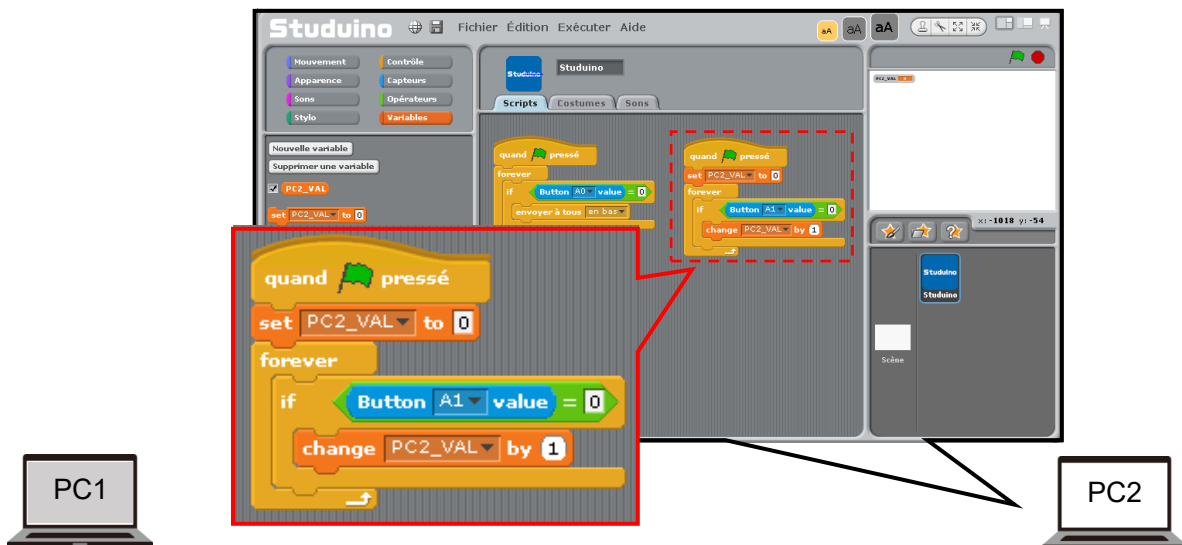 Studuino Fichier Édition Exécuter Aide aA aA aA
Mouvement Contrôle
Apparence Capteurs
Sons Opérateurs
Stylo Variables
Nouvelle variable
Supprimer une variable
PC2_VAL
set PC2_VAL to 0
Studuino
Studuino
Scripts Costumes Sons
quand pressé
forever
if Button A0 value = 0
envoyer à tous en bas
quand pressé
set PC2_VAL to 0
forever
if Button A1 value = 0
change PC2_VAL by 1
PC2_VAL
x: -1018 y: -54
Studuino
Studuino
Scène
quand pressé
set PC2_VAL to 0
forever
if Button A1 value = 0
change PC2_VAL by 1
PC1
PC2